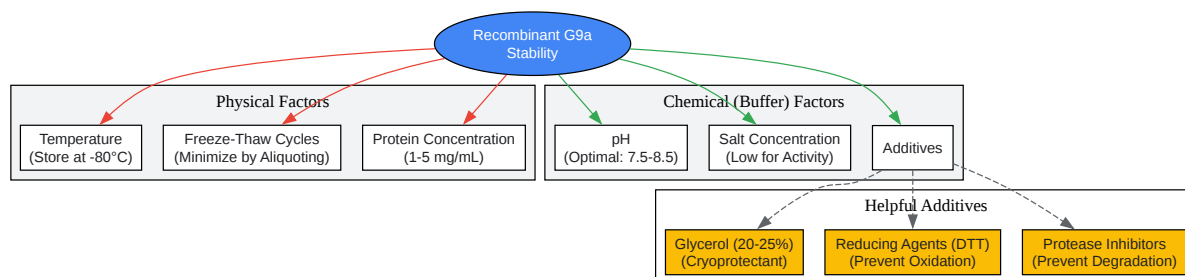 Recombinant G9a
Stability
Physical Factors
Chemical (Buffer) Factors
Temperature
(Store at -80°C)
Freeze-Thaw Cycles
(Minimize by Aliquoting)
Protein Concentration
(1-5 mg/mL)
pH
(Optimal: 7.5-8.5)
Salt Concentration
(Low for Activity)
Additives
Helpful Additives
Glycerol (20-25%)
(Cryoprotectant)
Reducing Agents (DTT)
(Prevent Oxidation)
Protease Inhibitors
(Prevent Degradation)